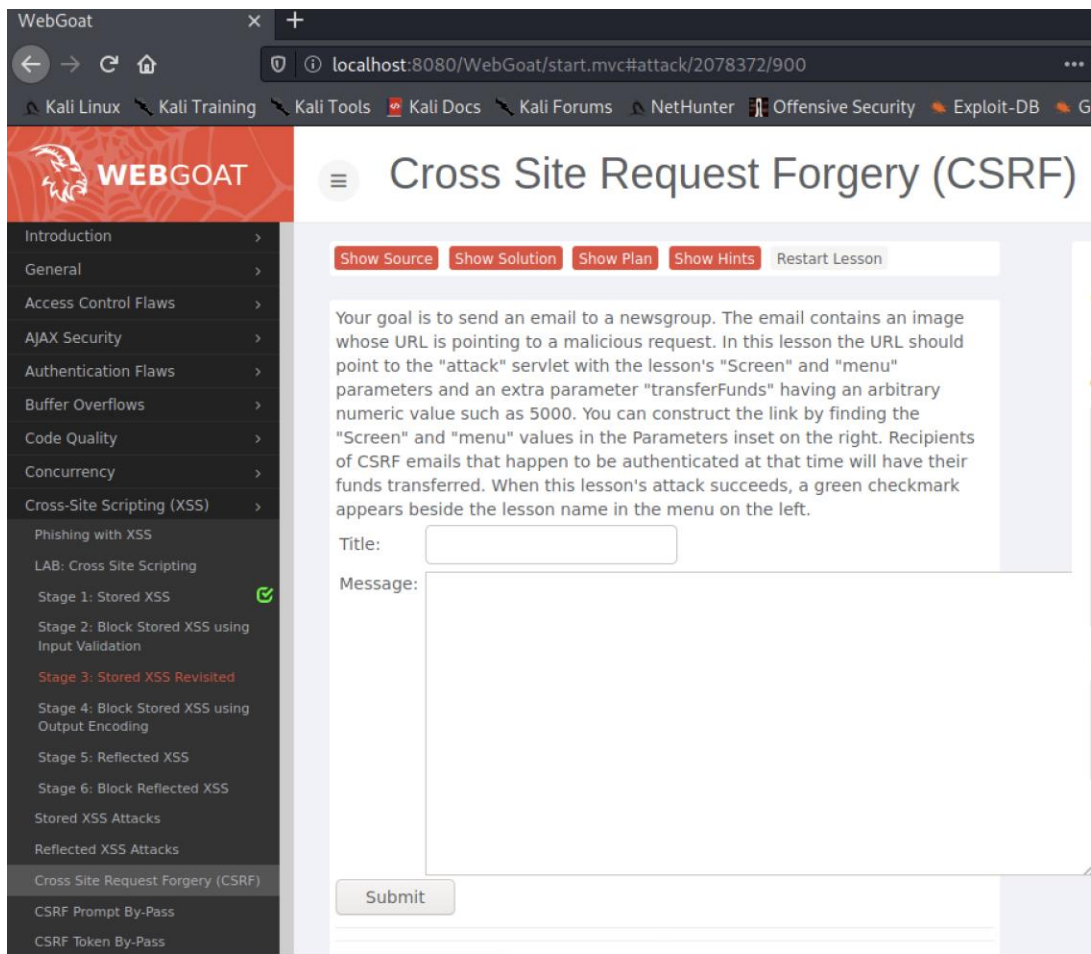 WebGoat
localhost:8080/WebGoat/start.mvc#attack/2078372/900
Kali Linux Kali Training Kali Tools Kali Docs Kali Forums NetHunter Offensive Security Exploit-DB G
WEBGOAT
Cross Site Request Forgery (CSRF)
Introduction
General
Access Control Flaws
AJAX Security
Authentication Flaws
Buffer Overflows
Code Quality
Concurrency
Cross-Site Scripting (XSS)
Phishing with XSS
LAB: Cross Site Scripting
Stage 1: Stored XSS
Stage 2: Block Stored XSS using
Input Validation
Stage 3: Stored XSS Revisited
Stage 4: Block Stored XSS using
Output Encoding
Stage 5: Reflected XSS
Stage 6: Block Reflected XSS
Stored XSS Attacks
Reflected XSS Attacks
Cross Site Request Forgery (CSRF)
CSRF Prompt By-Pass
CSRF Token By-Pass
Show Source Show Solution Show Plan Show Hints Restart Lesson
Your goal is to send an email to a newsgroup. The email contains an image
whose URL is pointing to a malicious request. In this lesson the URL should
point to the "attack" servlet with the lesson's "Screen" and "menu"
parameters and an extra parameter "transferFunds" having an arbitrary
numeric value such as 5000. You can construct the link by finding the
"Screen" and "menu" values in the Parameters inset on the right. Recipients
of CSRF emails that happen to be authenticated at that time will have their
funds transferred. When this lesson's attack succeeds, a green checkmark
appears beside the lesson name in the menu on the left.
Title:
Message:
Submit